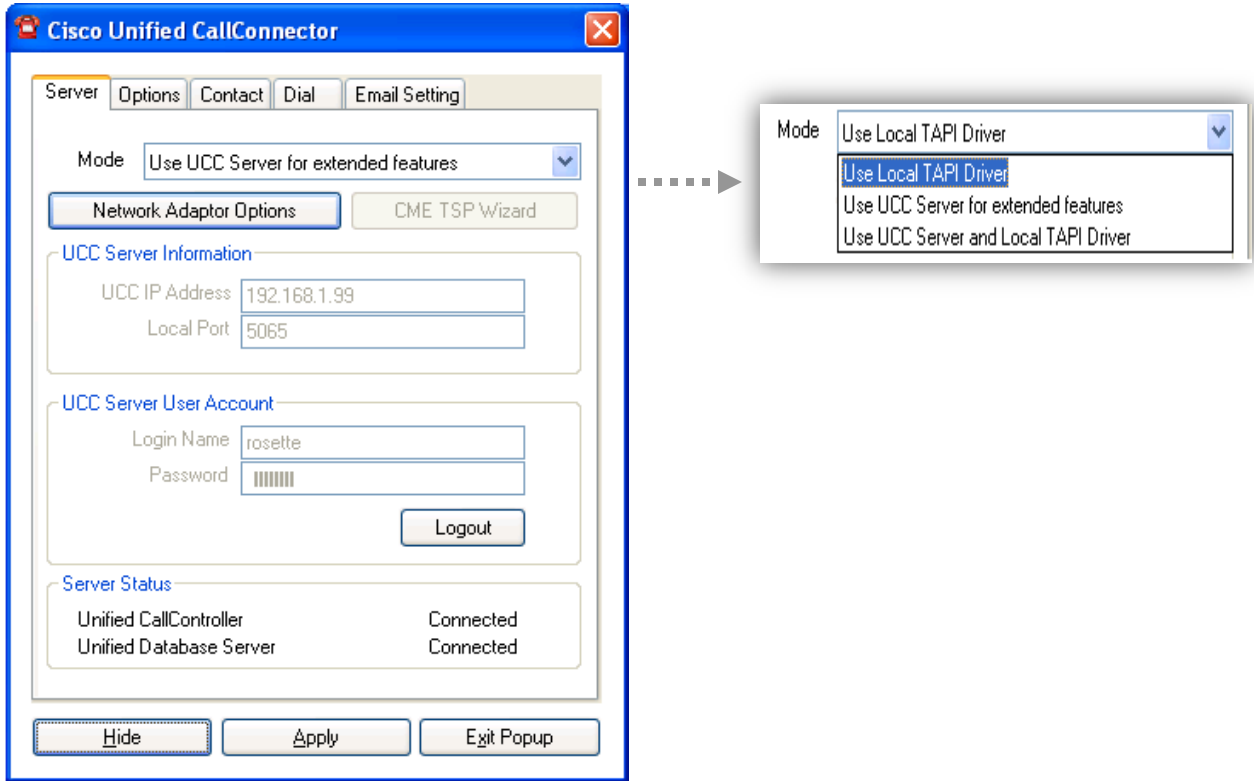 Cisco Unified CallConnector
Server Options Contact Dial Email Setting
Mode Use UCC Server for extended features
Network Adaptor Options CME TSP Wizard
UCC Server Information
UCC IP Address 192.168.1.99
Local Port 5065
UCC Server User Account
Login Name rosette
Password
Logout
Server Status
Unified CallController Connected
Unified Database Server Connected
Hide Apply Exit Popup
Mode Use Local TAPI Driver
Use Local TAPI Driver
Use UCC Server for extended features
Use UCC Server and Local TAPI Driver